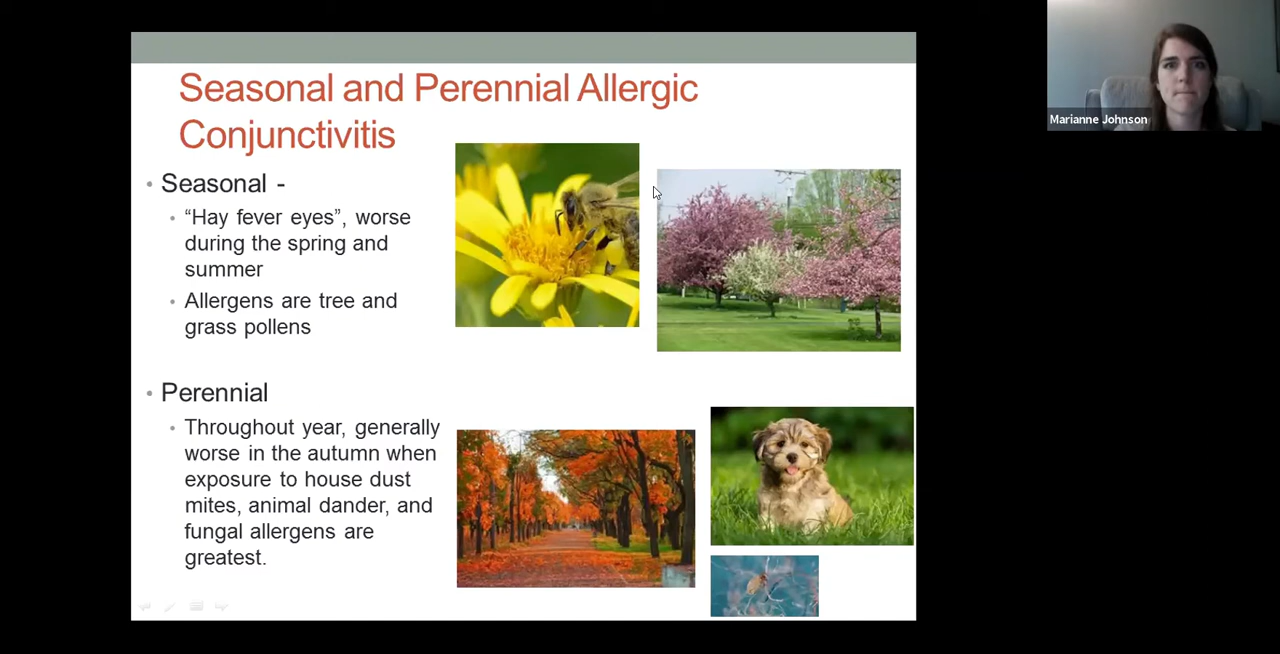 Seasonal and Perennial Allergic
Conjunctivitis
• Seasonal -
• “Hay fever eyes”, worse
during the spring and
summer
• Allergens are tree and
grass pollens
• Perennial
• Throughout year, generally
worse in the autumn when
exposure to house dust
mites, animal dander, and
fungal allergens are
greatest.
Marianne Johnson